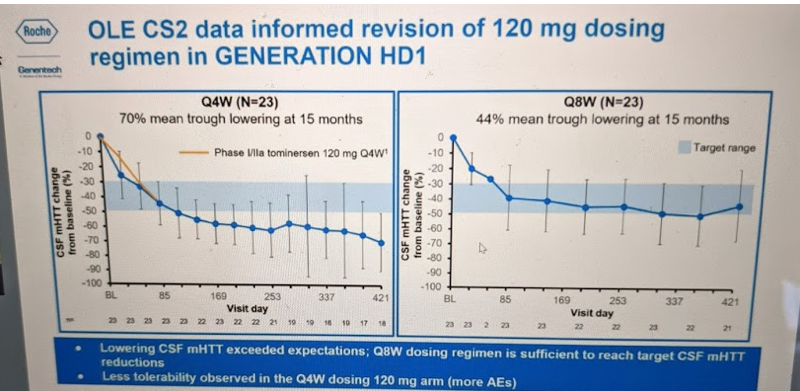 Roche
Genentech
OLE CS2 data informed revision of 120 mg dosing
regimen in GENERATION HD1
Q4W (N=23)
70% mean trough lowering at 15 months
Phase I/IIa tominersen 120 mg Q4W¹
CSF mHTT change
from baseline (%)
0
-10
-20
-30
-40
-50
-60
-70
-80
-90
-100
BL 85 169 253 337 421
Visit day
23 23 23 23 23 22 23 22 22 21 19 19 16 19 17 18
Q8W (N=23)
44% mean trough lowering at 15 months
Target range
CSF mHTT change
from baseline (%)
0
-10
-20
-30
-40
-50
-60
-70
-80
-90
-100
BL 85 169 253 337 421
Visit day
23 23 2 23 23 22 22 23 22 21
• Lowering CSF mHTT exceeded expectations; Q8W dosing regimen is sufficient to reach target CSF mHTT
reductions
• Less tolerability observed in the Q4W dosing 120 mg arm (more AEs)